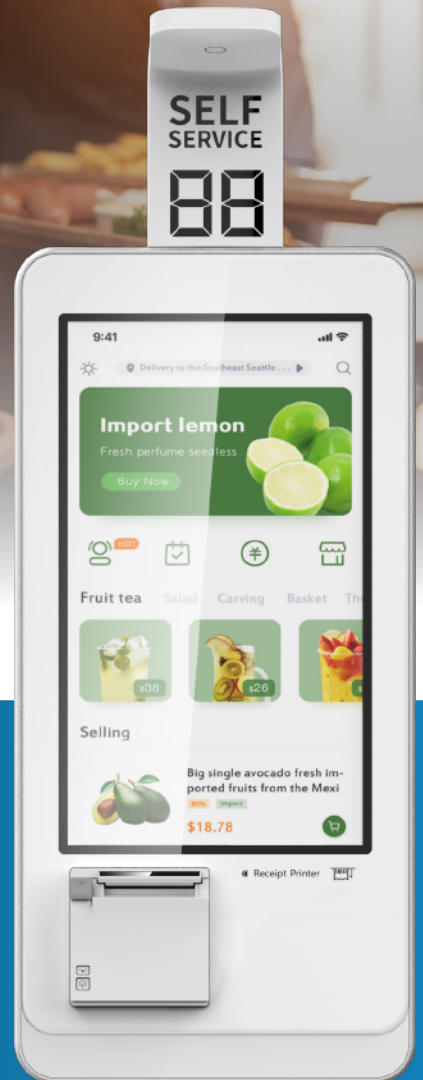 SELF
SERVICE
88
9:41
Delivery to the:Southeast Seattle . . .
Import lemon
Fresh perfume seedless
Buy Now
HOT
Fruit tea Salad Carving Basket
$38 $26
Selling
Big single avocado fresh im-
ported fruits from the Mexi
Import
$18.78
Receipt Printer